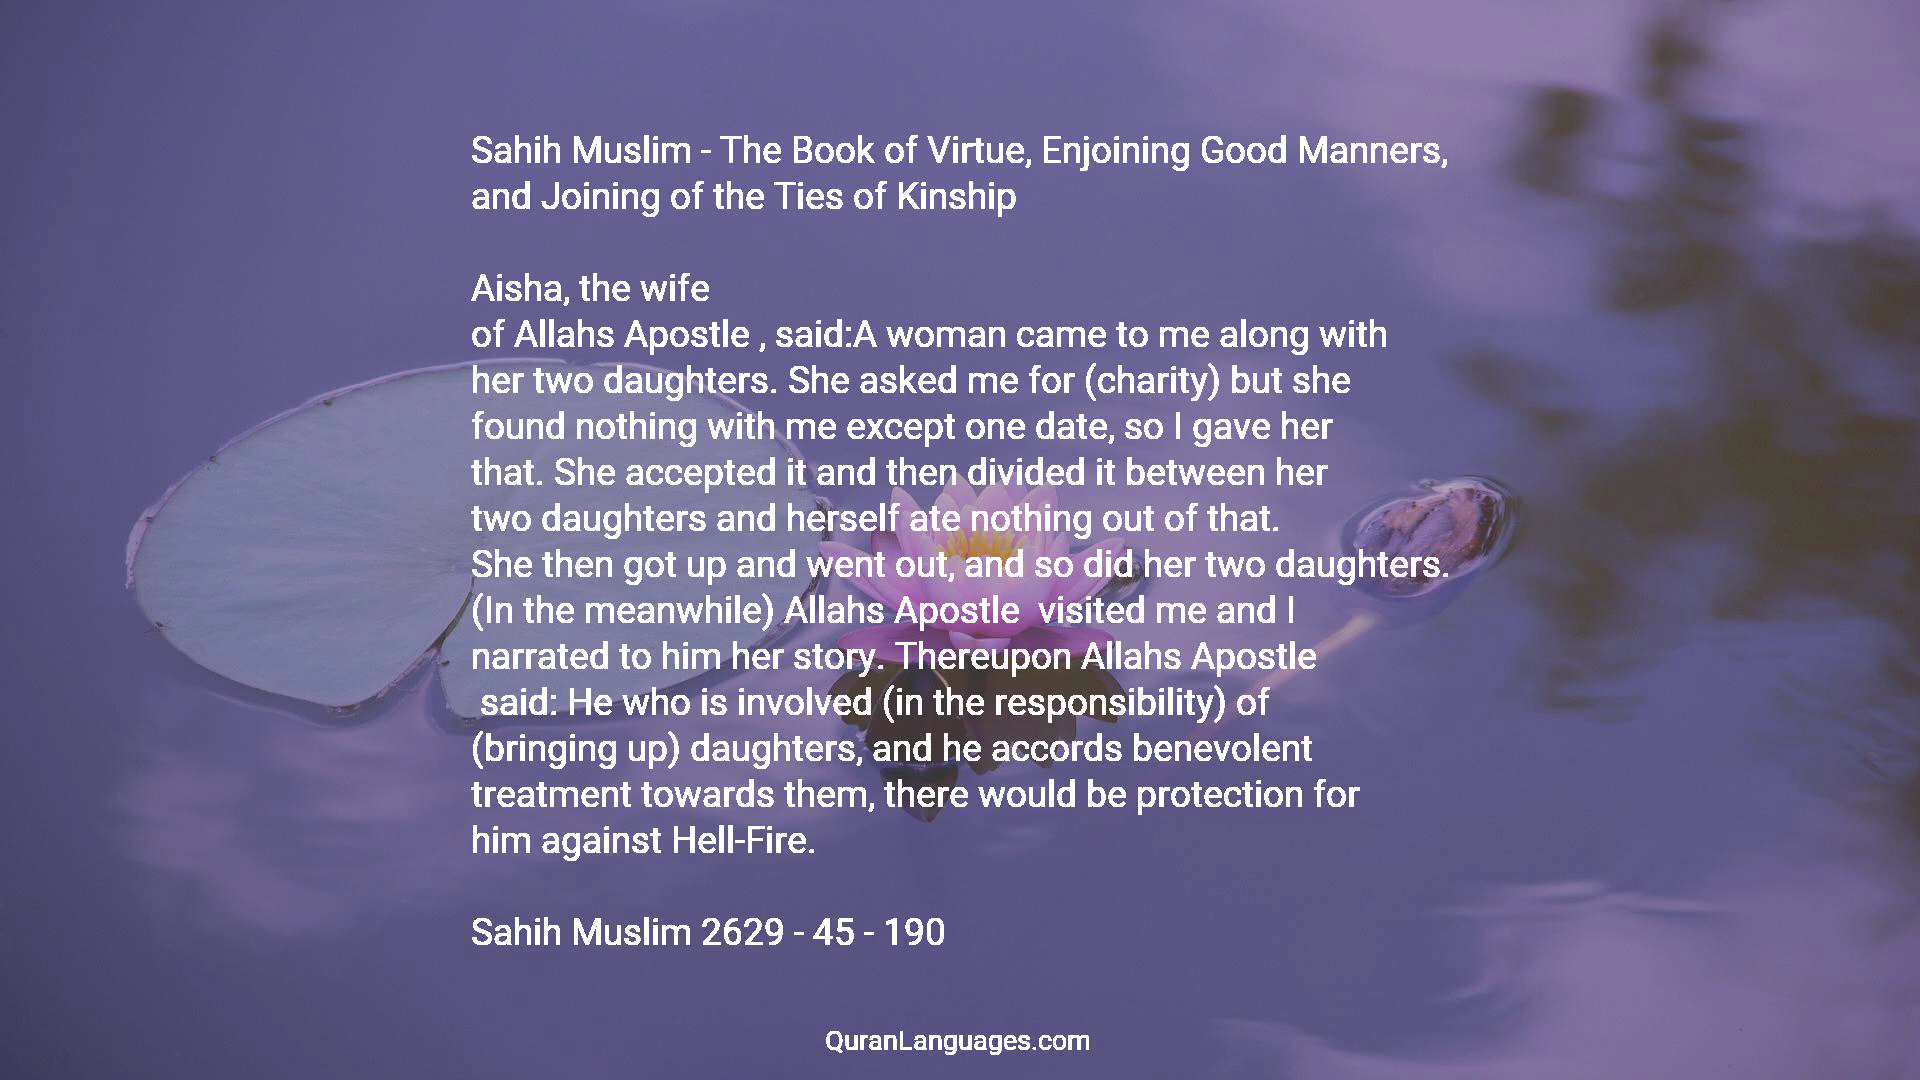 Sahih Muslim - The Book of Virtue, Enjoining Good Manners,
and Joining of the Ties of Kinship
Aisha, the wife
of Allahs Apostle , said:A woman came to me along with
her two daughters. She asked me for (charity) but she
found nothing with me except one date, so I gave her
that. She accepted it and then divided it between her
two daughters and herself ate nothing out of that.
She then got up and went out, and so did her two daughters.
(In the meanwhile) Allahs Apostle  visited me and I
narrated to him her story. Thereupon Allahs Apostle
 said: He who is involved (in the responsibility) of
(bringing up) daughters, and he accords benevolent
treatment towards them, there would be protection for
him against Hell-Fire.
Sahih Muslim 2629 - 45 - 190
QuranLanguages.com